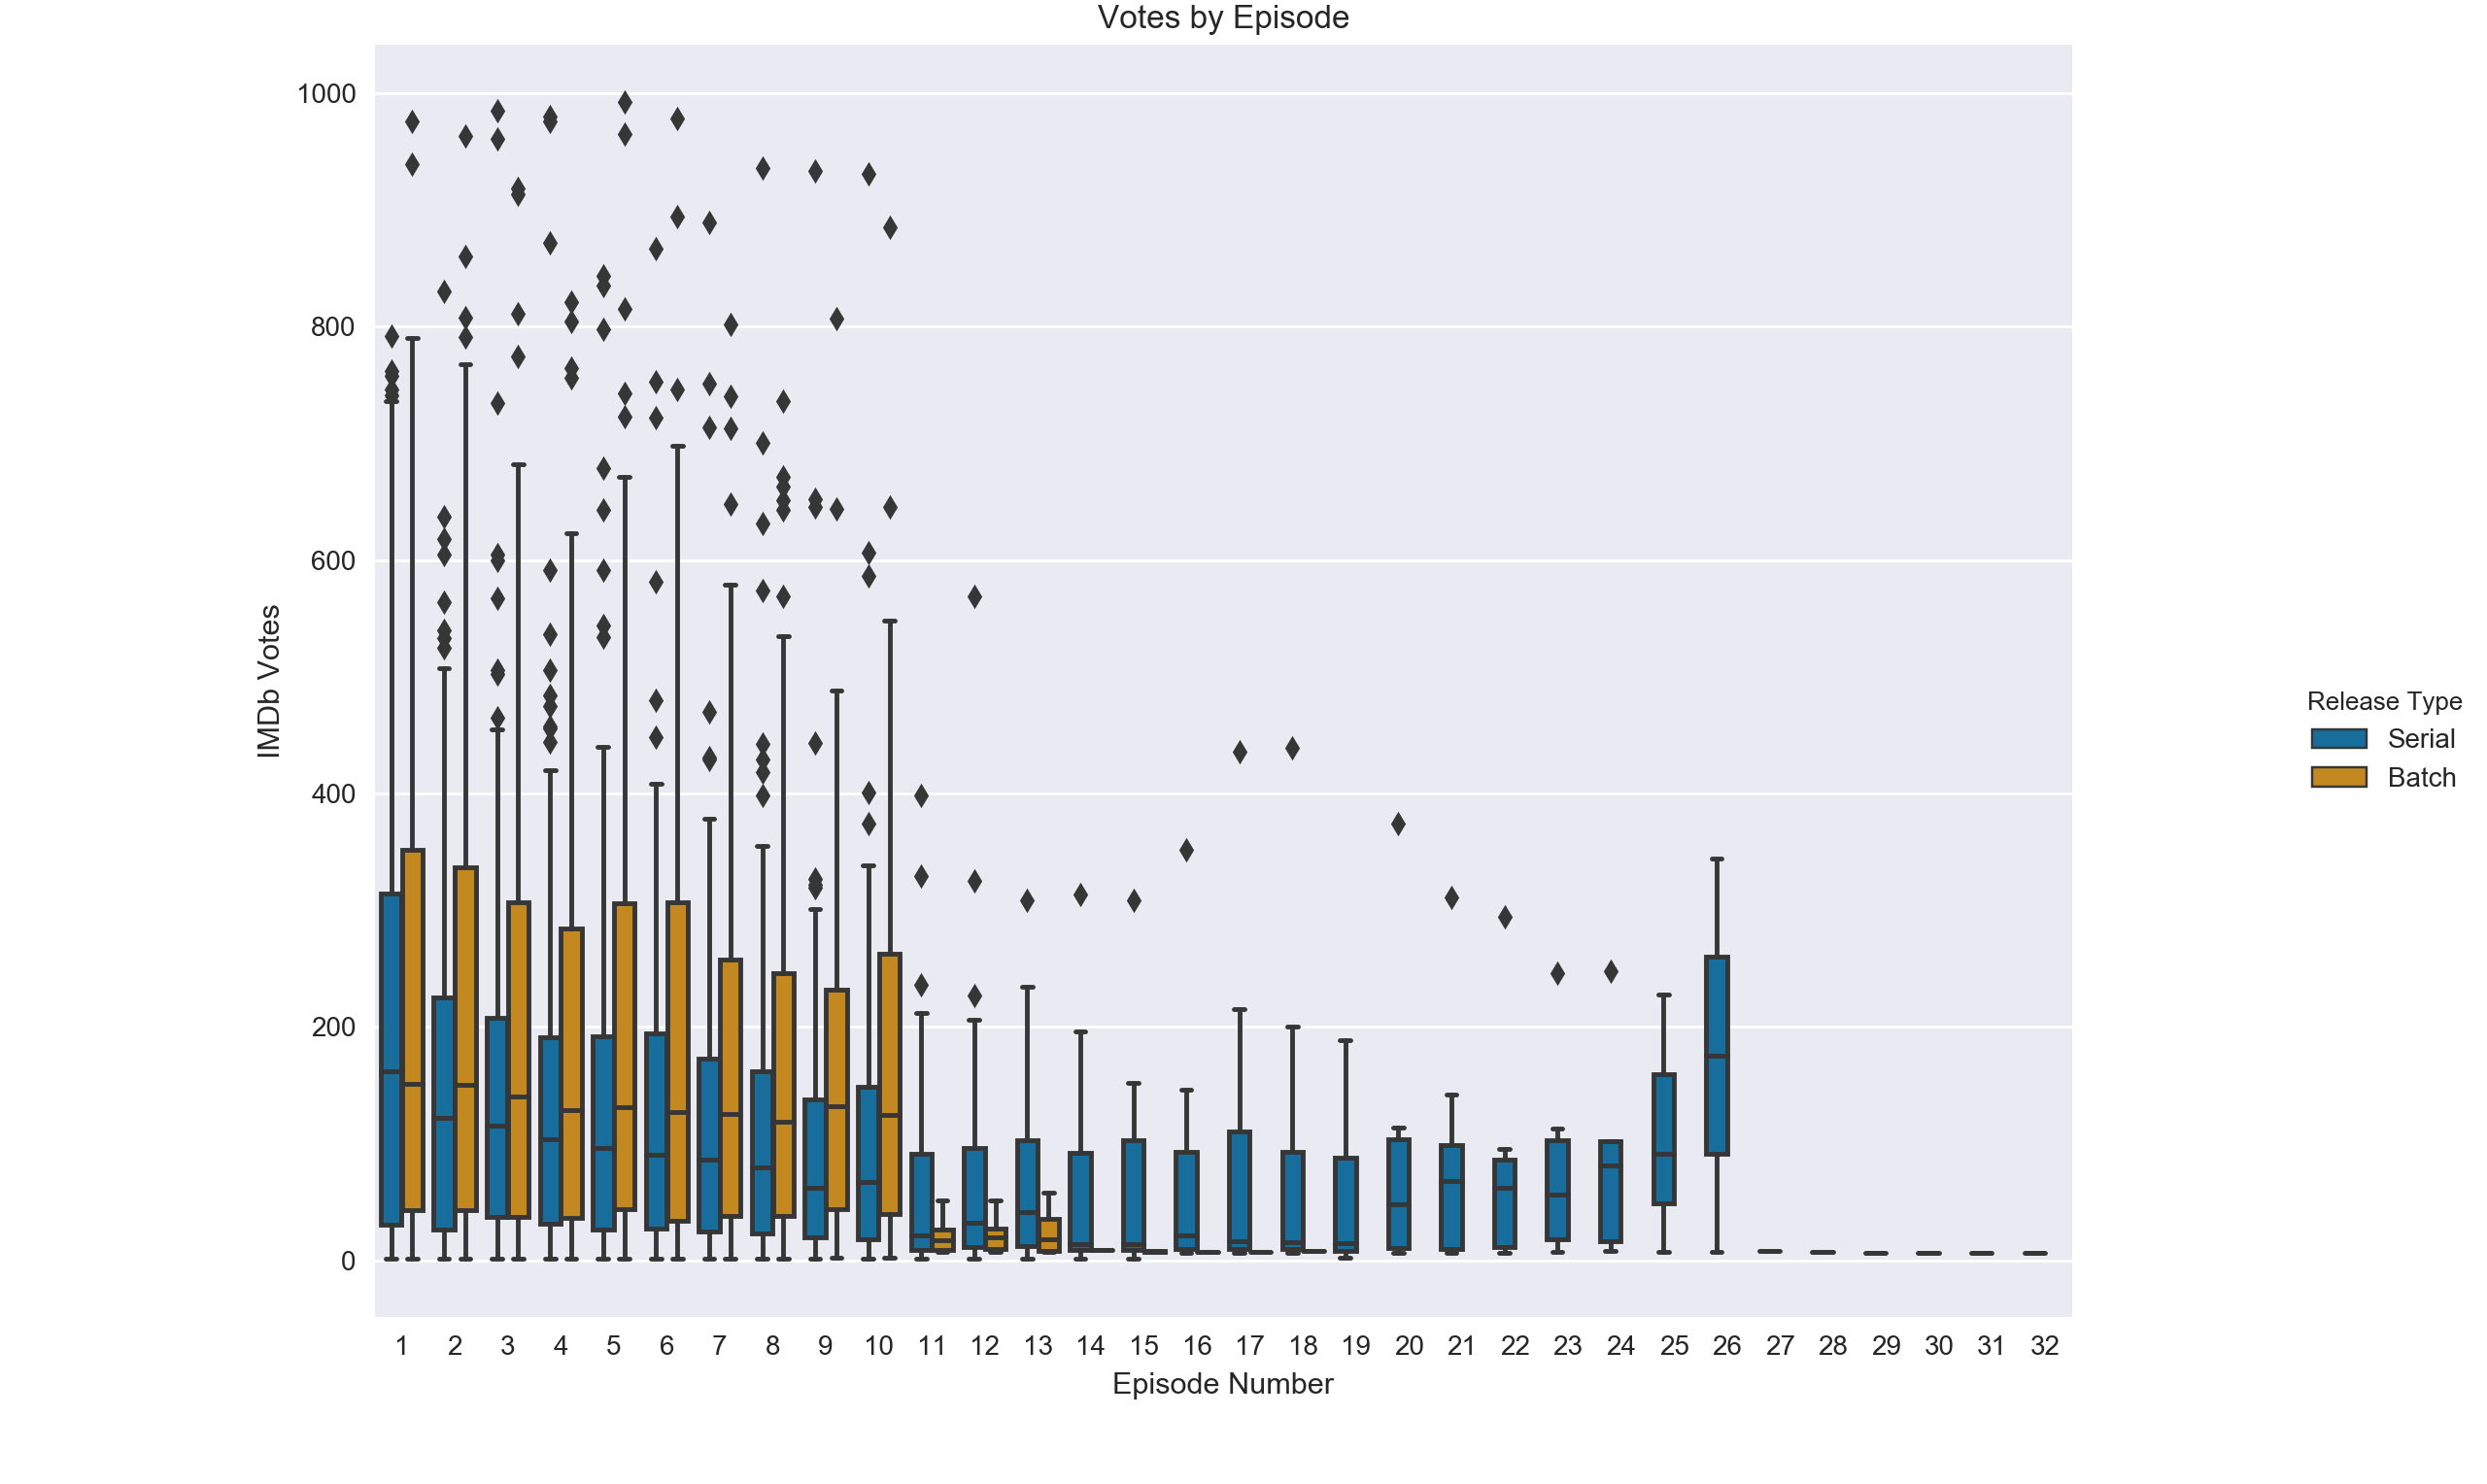 Votes by Episode
1000
800
600
400
200
0
IMDb Votes
1 2 3 4 5 6 7 8 9 10 11 12 13 14 15 16 17 18 19 20 21 22 23 24 25 26 27 28 29 30 31 32
Episode Number
Release Type
Serial
Batch